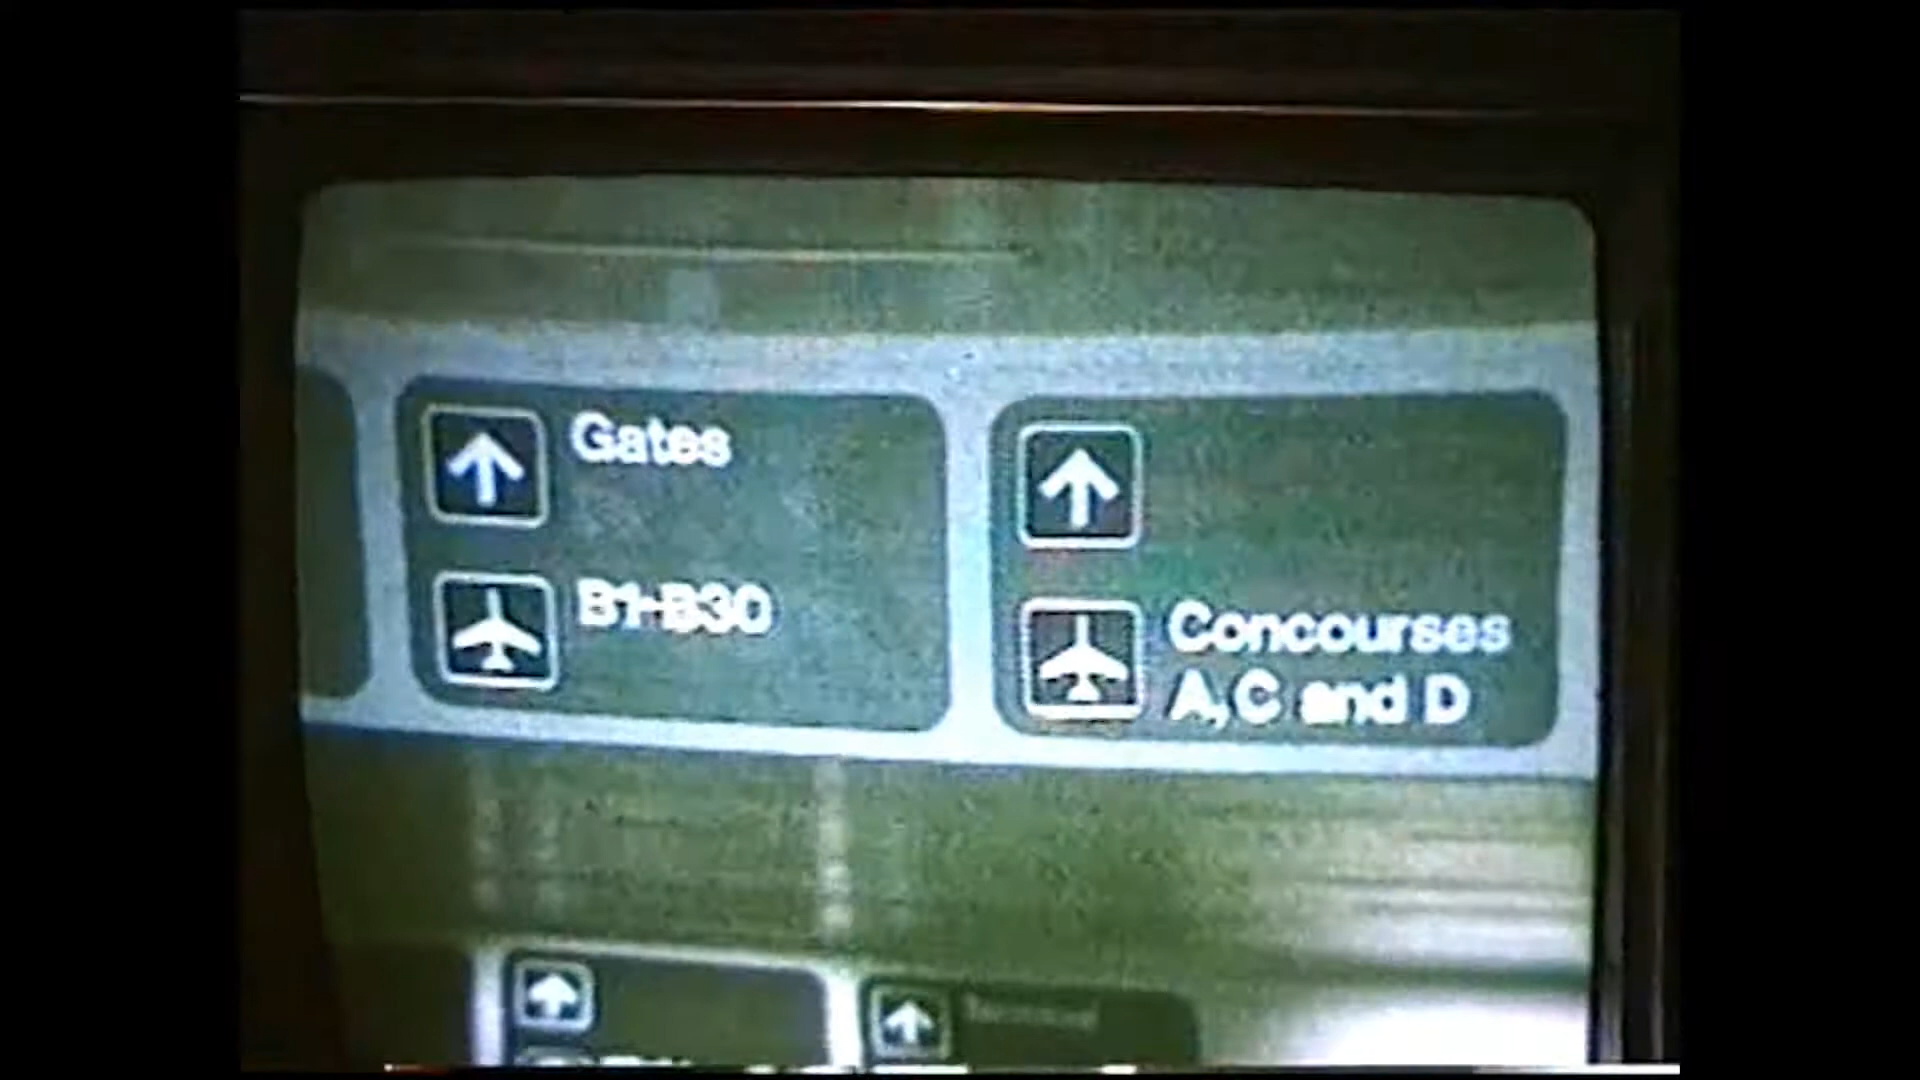 Gates
B1-B30
Concourses
A, C and D